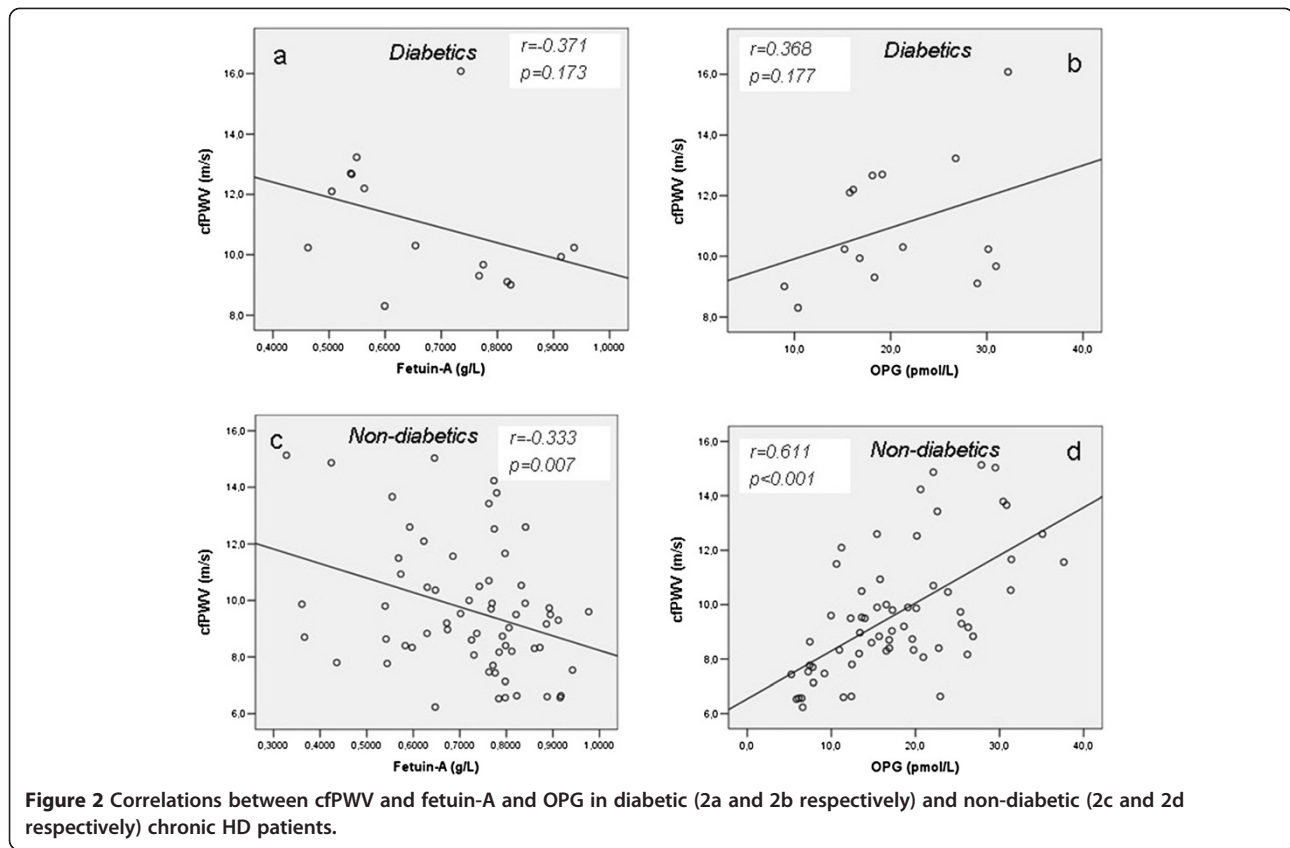 a
Diabetics
r=-0.371
p=0.173
16,0
14,0
12,0
10,0
8,0
cfPWV (m/s)
0,4000 0,5000 0,6000 0,7000 0,8000 0,9000 1,0000
Fetuin-A (g/L)
r=0.368
p=0.177
Diabetics
b
16,0
14,0
12,0
10,0
8,0
cfPWV (m/s)
10,0 20,0 30,0 40,0
OPG (pmol/L)
c
Non-diabetics
r=-0.333
p=0.007
16,0
14,0
12,0
10,0
8,0
6,0
cfPWV (m/s)
0,3000 0,4000 0,5000 0,6000 0,7000 0,8000 0,9000 1,0000
Fetuin-A (g/L)
r=0.611
p<0.001
Non-diabetics
d
16,0
14,0
12,0
10,0
8,0
6,0
cfPWV (m/s)
0,0 10,0 20,0 30,0 40,0
OPG (pmol/L)
Figure 2 Correlations between cfPWV and fetuin-A and OPG in diabetic (2a and 2b respectively) and non-diabetic (2c and 2d
respectively) chronic HD patients.